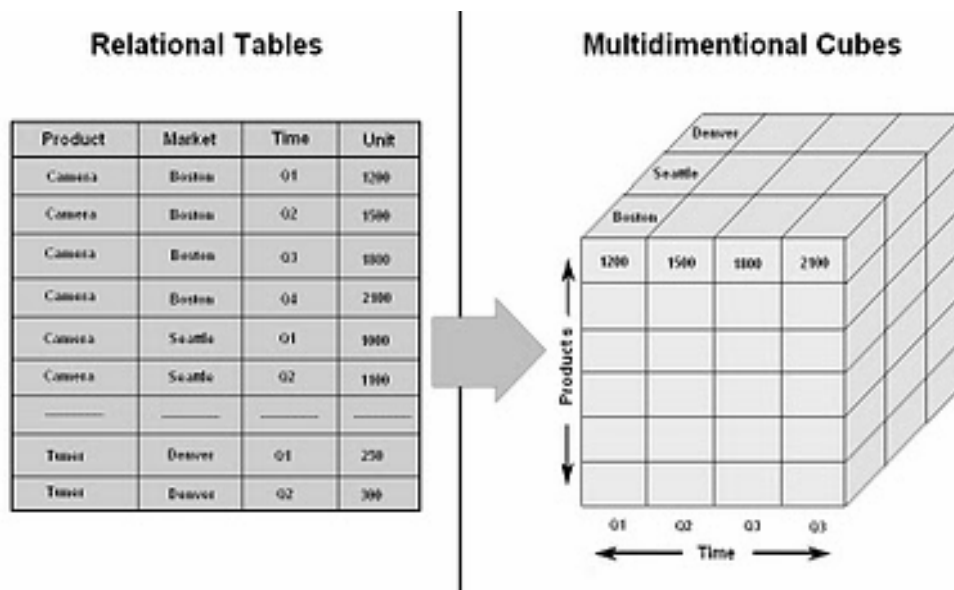 Relational Tables
Product Market Time Unit
Camera Boston Q1 1200
Camera Boston Q2 1500
Camera Boston Q3 1800
Camera Boston Q4 2100
Camera Seattle Q1 1000
Camera Seattle Q2 1100
Tuner Denver Q1 250
Tuner Denver Q2 300
Multidimentional Cubes
Denver
Seattle
Boston
1200 1500 1800 2100
Products
Q1 Q2 Q3 Q3
Time